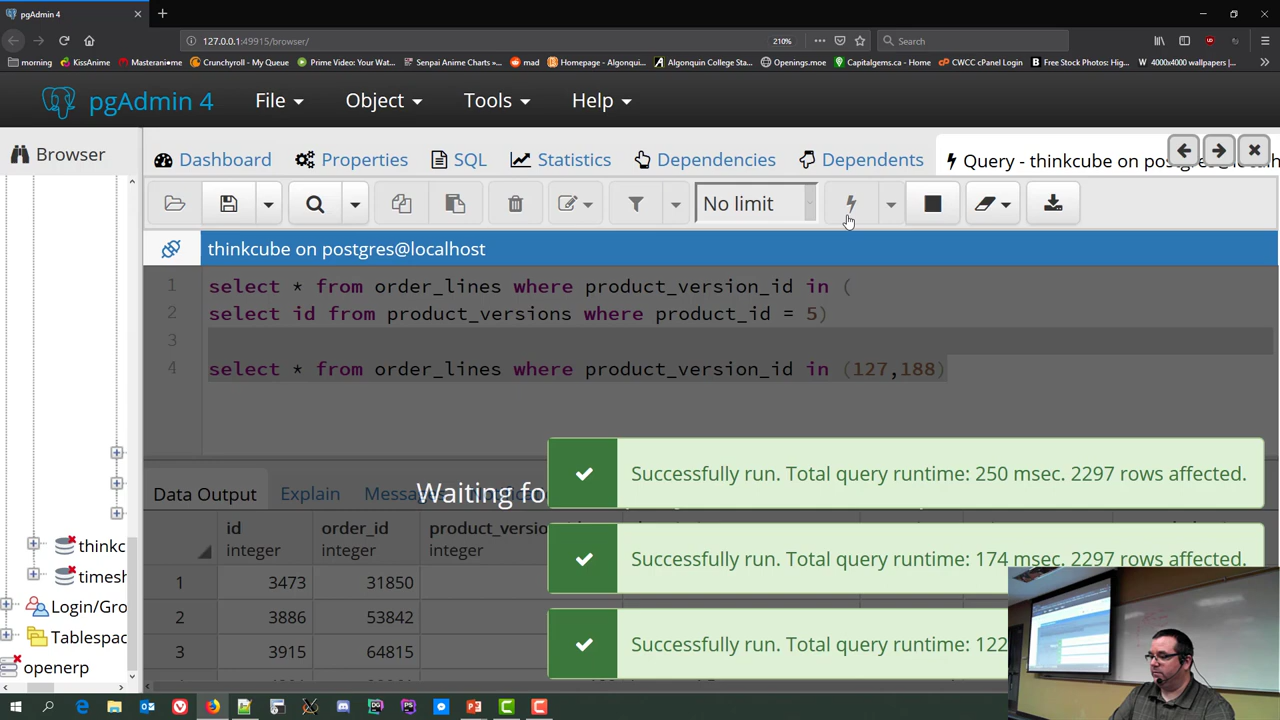 pgAdmin 4
127.0.0.1:49915/browser/
210%
Search
morning
KissAnime
Masterani•me
Crunchyroll - My Queue
Prime Video: Your Wat...
Senpai Anime Charts »...
mad
Homepage - Algonqui...
Algonquin College Sta...
Openings.moe
Capitalgems.ca - Home
CWCC cPanel Login
Free Stock Photos: Hig...
4000x4000 wallpapers |...
pgAdmin 4
File
Object
Tools
Help
Browser
Dashboard
Properties
SQL
Statistics
Dependencies
Dependents
Query - thinkcube on postgres@localh
No limit
thinkcube on postgres@localhost
1 select * from order_lines where product_version_id in (
2 select id from product_versions where product_id = 5)
3
4 select * from order_lines where product_version_id in (127,188)
Successfully run. Total query runtime: 250 msec. 2297 rows affected.
Data Output
Explain
Messages
Waiting fo
id
integer
order_id
integer
product_versio
integer
Successfully run. Total query runtime: 174 msec. 2297 rows affected.
1 3473 31850
2 3886 53842
Successfully run. Total query runtime: 122
3 3915 64815
thinkc
timesh
Login/Gro
Tablespac
openerp